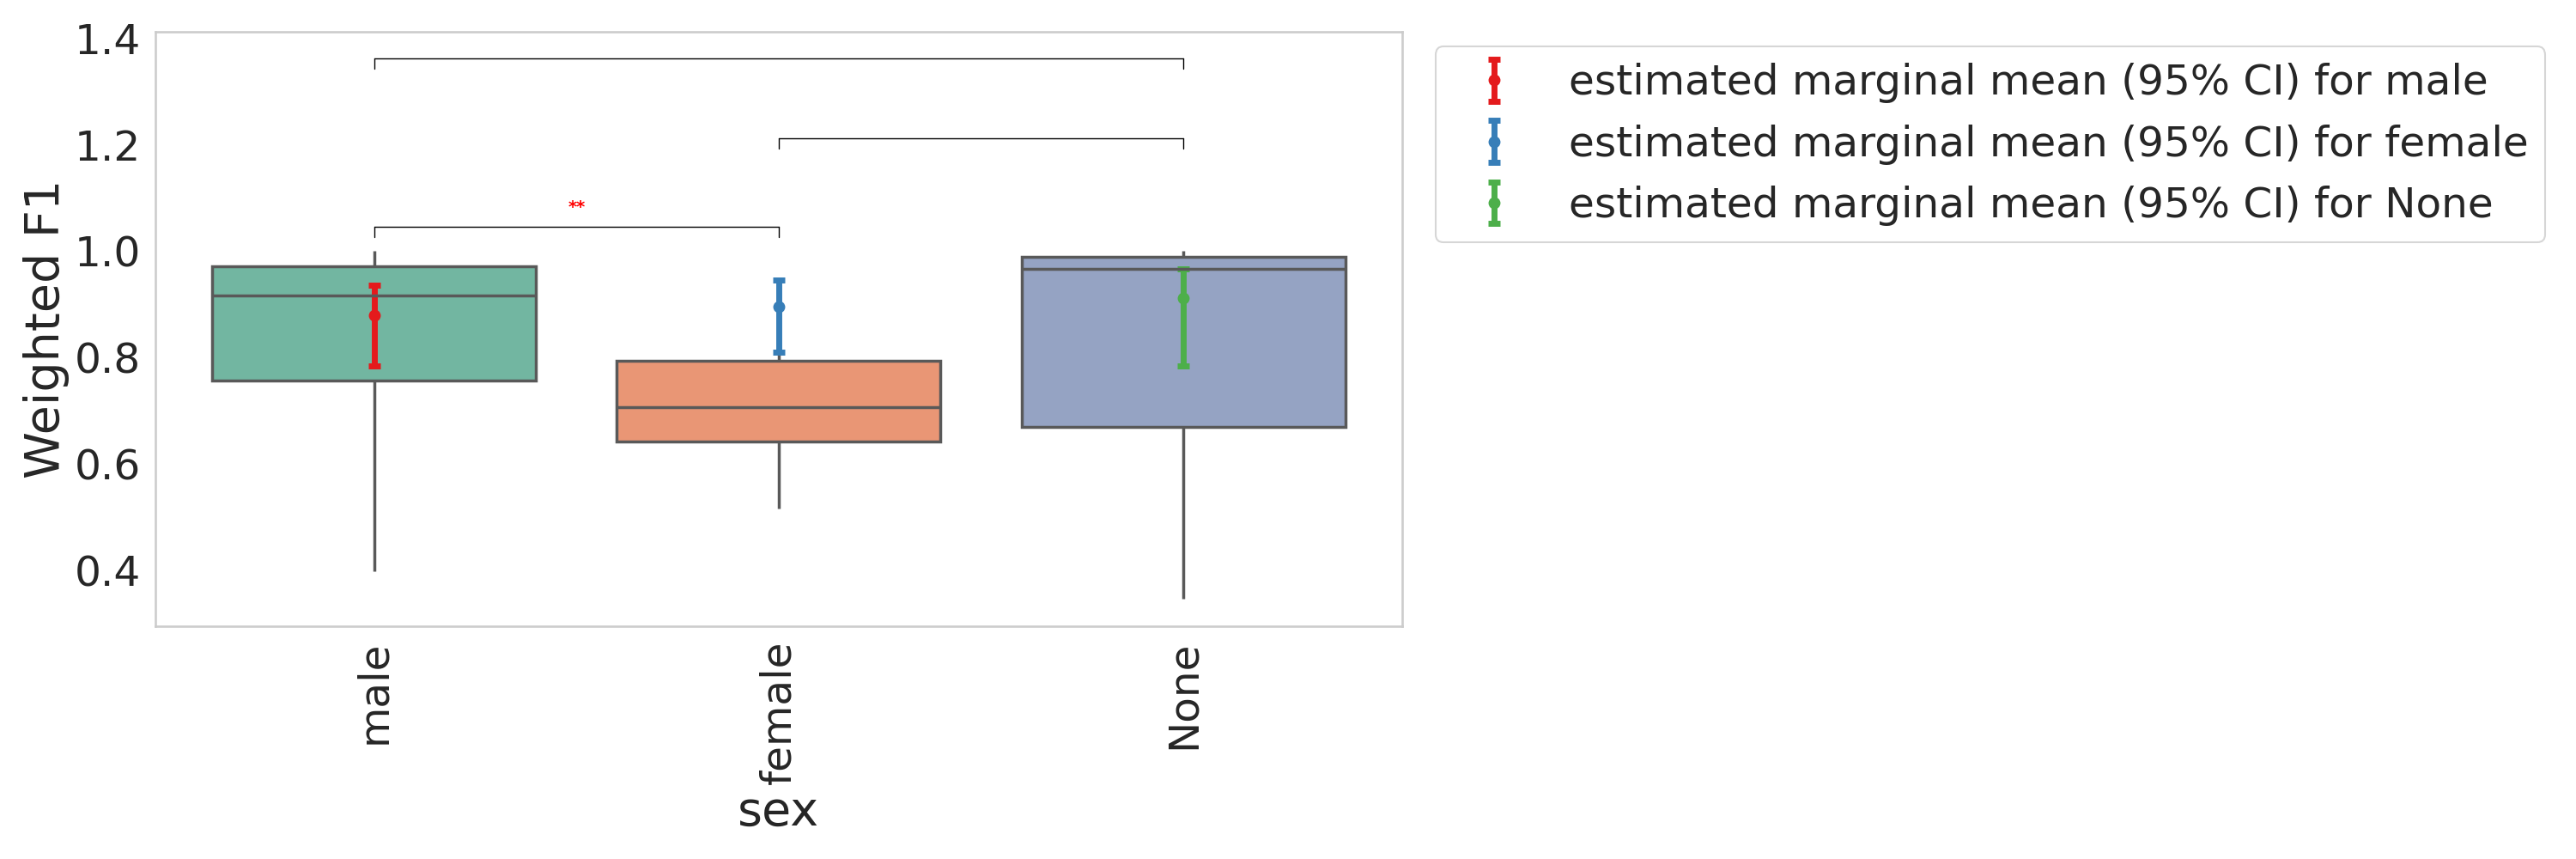 1.4
1.2
1.0
0.8
0.6
0.4
Weighted F1
**
male
female
None
sex
estimated marginal mean (95% CI) for male
estimated marginal mean (95% CI) for female
estimated marginal mean (95% CI) for None